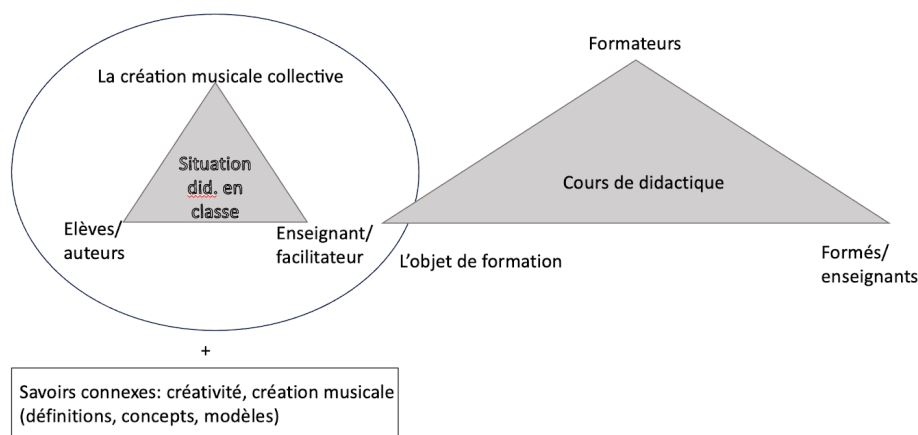 Formateurs
La création musicale collective
Situation
did. en
classe
Cours de didactique
Elèves/
auteurs
Enseignant/
facilitateur
L'objet de formation
Formés/
enseignants
+
Savoirs connexes: créativité, création musicale
(définitions, concepts, modèles)